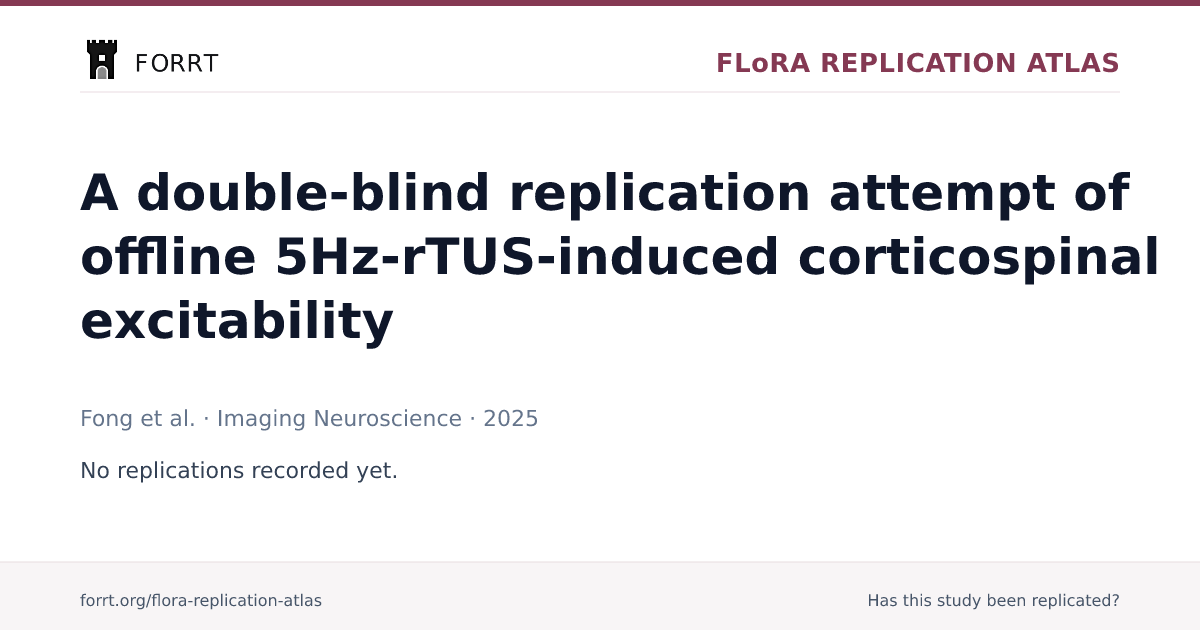 FORRT
FLoRA REPLICATION ATLAS
A double-blind replication attempt of
offline 5Hz-rTUS-induced corticospinal
excitability
Fong et al. · Imaging Neuroscience · 2025
No replications recorded yet.
forrt.org/flora-replication-atlas
Has this study been replicated?